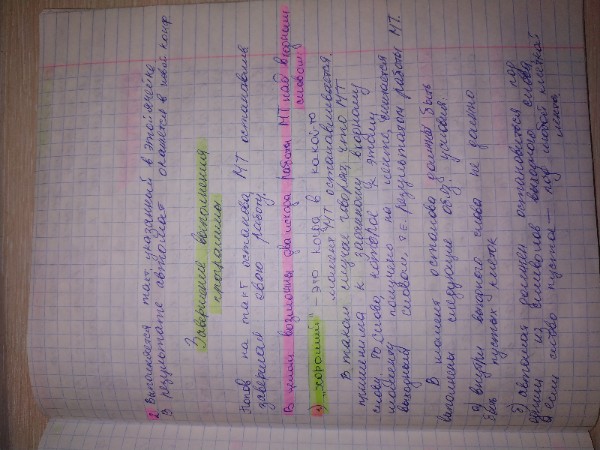 2. Выполняется такт, указанный в этой ячейке
В результате автомат окажется в новой конф
Завершение выполнения
программы
Попав на такт останова, МТ останавлив
завершая свою работу.
В целом возможны два исхода работы МТ над входным
словом:
1) "хороший" - это когда в какой-то
момент МТ останавливается.
В таком случае говорят, что МТ
применима к заданному входному
слову. То слово, которое к этому
моменту получено на ленте, считается
выходным словом, т.е. результатом работы МТ.
В момент останова должны быть
выполнены следующие обяз. условия:
а) внутри выходного слова не должно
быть пустых клеток
б) автомат должен остановиться под
одним из символов выходного слова,
а если слово пустое — под любой клеткой
ленты.